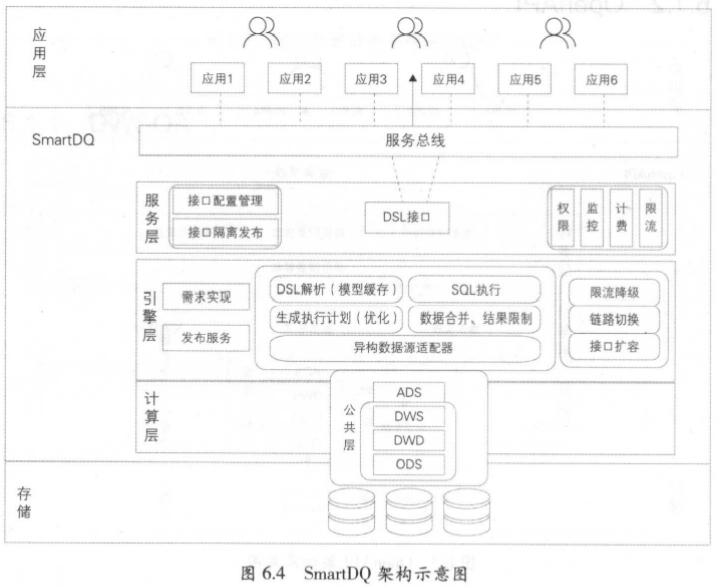 应用层
应用1 应用2 应用3 应用4 应用5 应用6
SmartDQ
服务总线
服务层
接口配置管理
接口隔离发布
DSL接口
权限 监控 计费 限流
引擎层
需求实现
发布服务
DSL解析（模型缓存） SQL执行
生成执行计划（优化） 数据合并、结果限制
异构数据源适配器
限流降级
链路切换
接口扩容
计算层
公共层
ADS
DWS
DWD
ODS
存储
图 6.4 SmartDQ 架构示意图